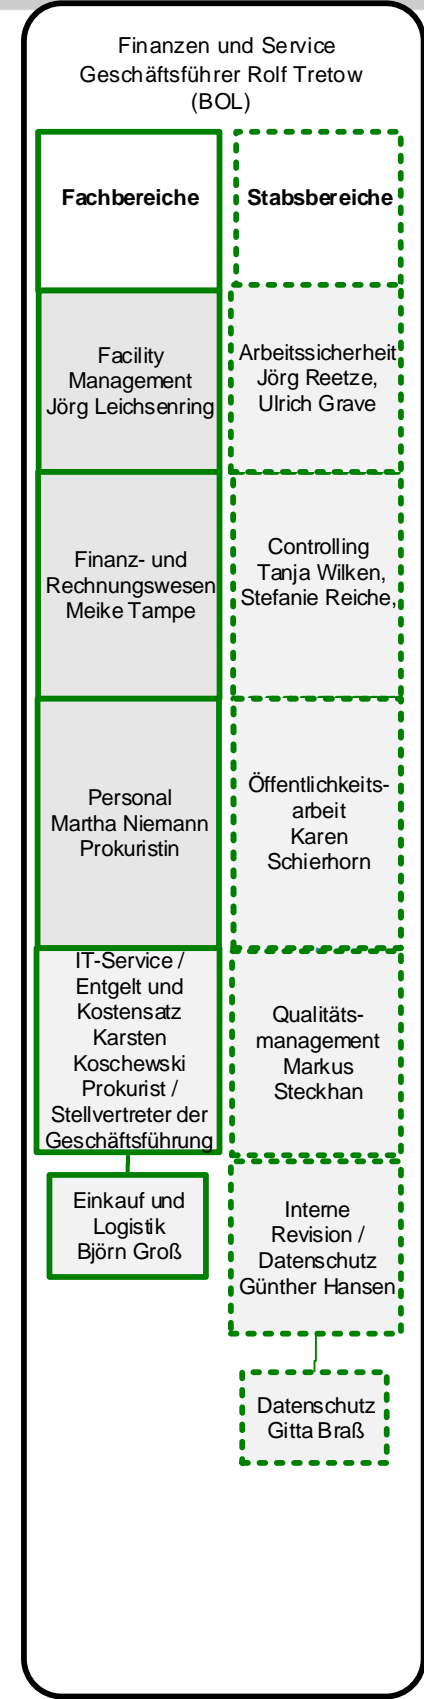 Finanzen und Service
Geschäftsführer Rolf Tretow
(BOL)
Fachbereiche
Facility
Management
Jörg Leichsenring
Finanz- und
Rechnungswesen
Meike Tampe
Personal
Martha Niemann
Prokuristin
IT-Service /
Entgelt und
Kostensatz
Karsten
Koschewski
Prokurist /
Stellvertreter der
Geschäftsführung
Einkauf und
Logistik
Björn Groß
Stabsbereiche
Arbeitssicherheit
Jörg Reetze,
Ulrich Grave
Controlling
Tanja Wilken,
Stefanie Reiche,
Öffentlichkeits-
arbeit
Karen
Schierhorn
Qualitäts-
management
Markus
Steckhan
Interne
Revision /
Datenschutz
Günther Hansen
Datenschutz
Gitta Braß